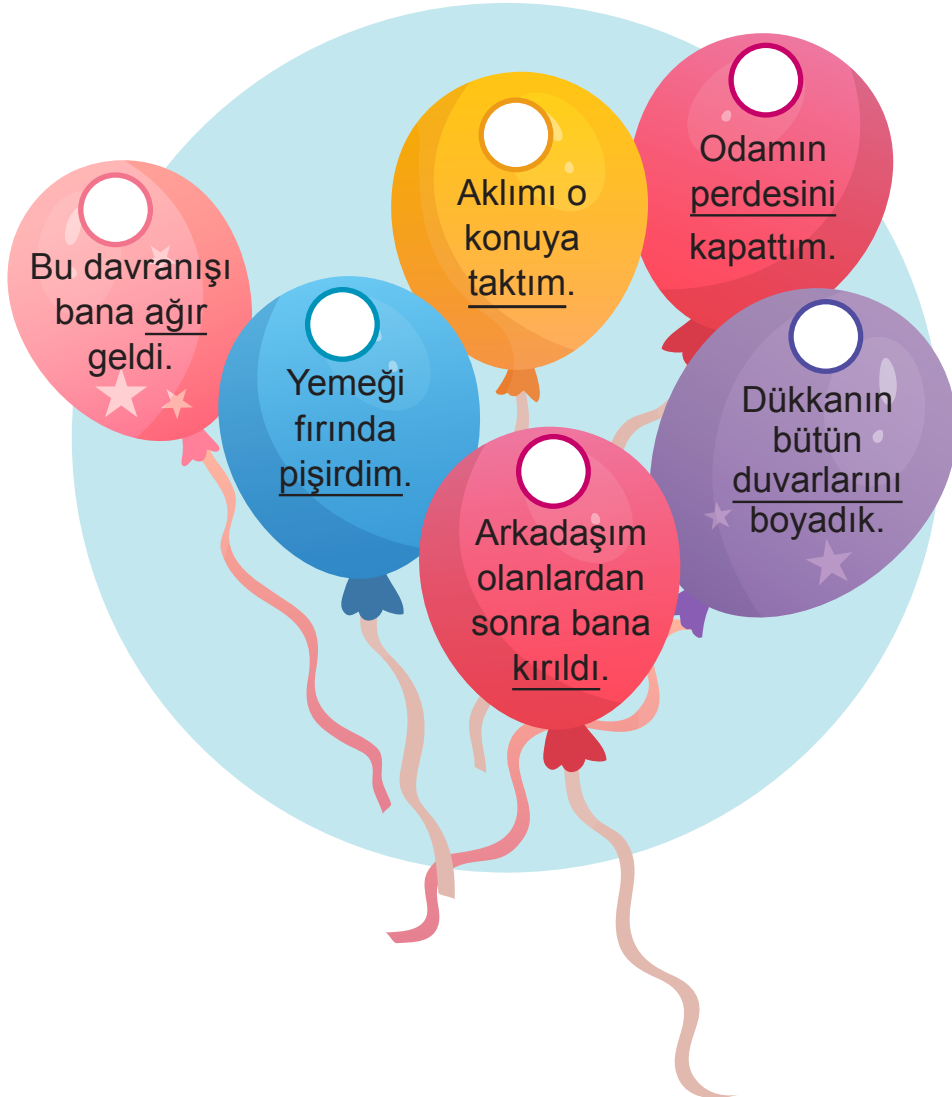 Bu davranışı
bana ağır
geldi.
Yemeği
fırında
pişirdim.
Aklımı o
konuya
taktım.
Arkadaşım
olanlardan
sonra bana
kırıldı.
Odamın
perdesini
kapattım.
Dükkanın
bütün
duvarlarını
boyadık.